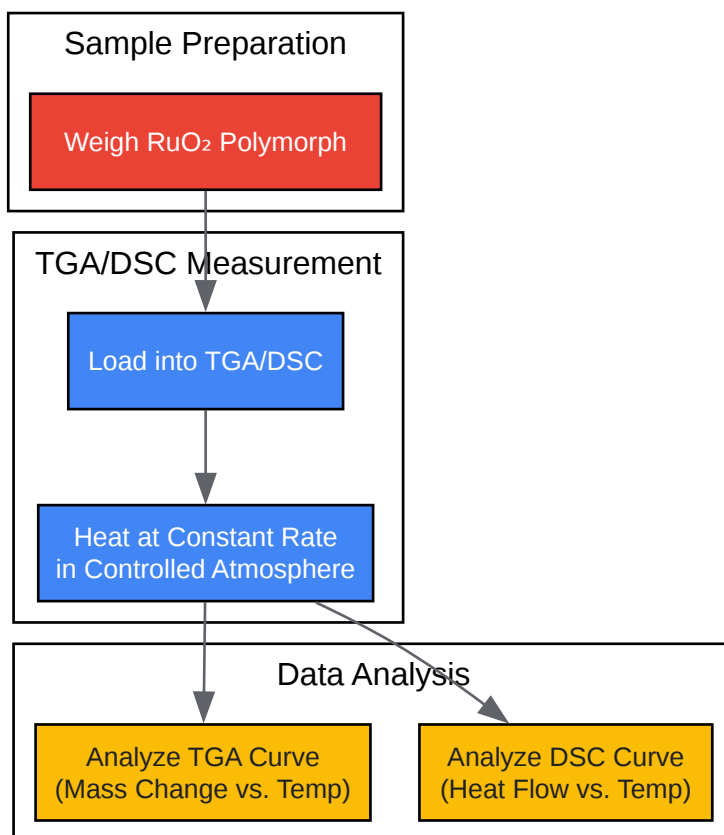 Sample Preparation
Weigh RuO₂ Polymorph
TGA/DSC Measurement
Load into TGA/DSC
Heat at Constant Rate
in Controlled Atmosphere
Data Analysis
Analyze TGA Curve
(Mass Change vs. Temp)
Analyze DSC Curve
(Heat Flow vs. Temp)